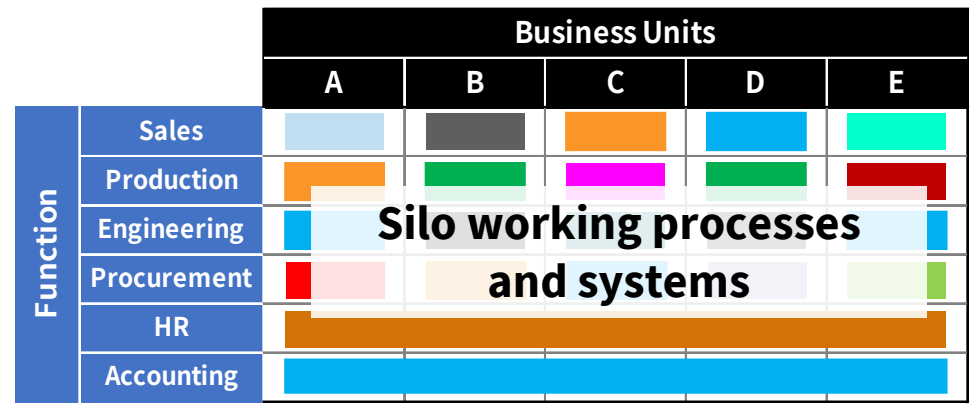 Business Units
A B C D E
Function
Sales
Production
Engineering
Procurement
HR
Accounting
Silo working processes
and systems